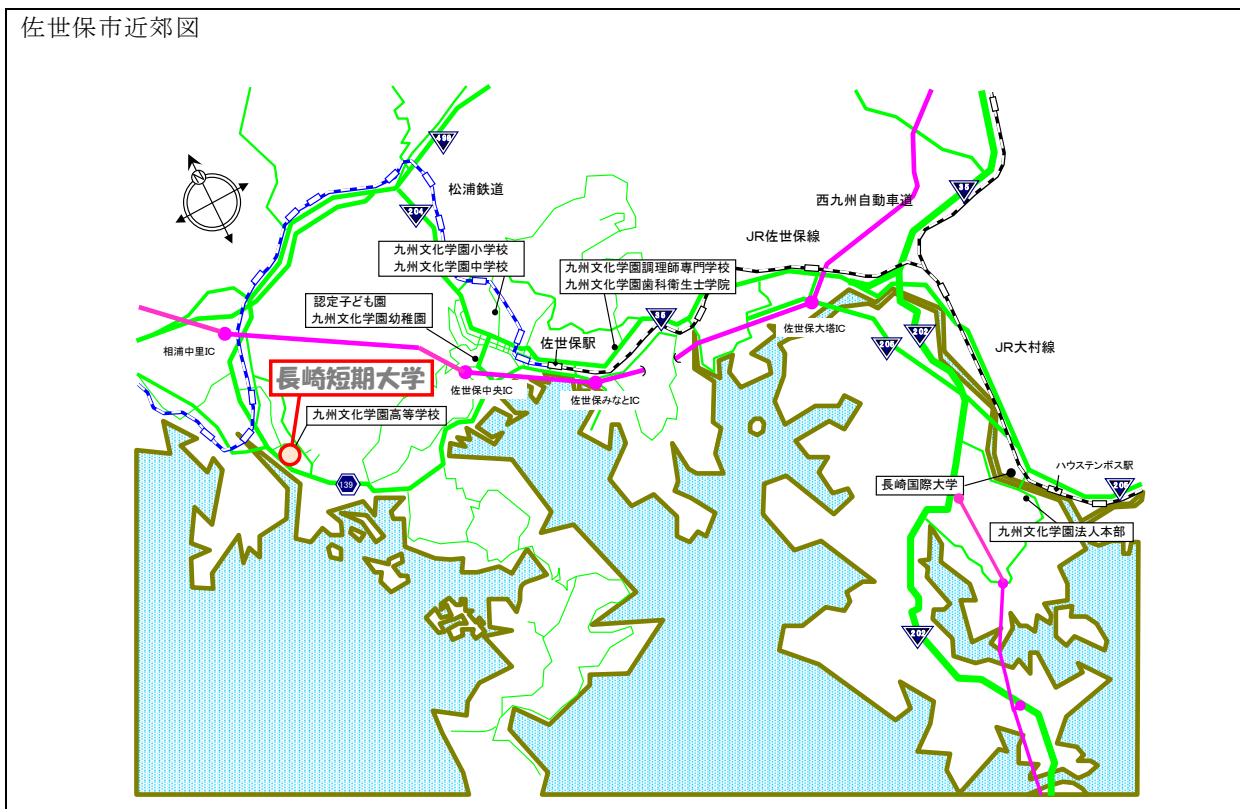 佐世保市近郊図
N
498
松浦鉄道
204
西九州自動車道
35
JR佐世保線
九州文化学園小学校
九州文化学園中学校
九州文化学園調理師専門学校
九州文化学園歯科衛生士学院
認定子ども園
九州文化学園幼稚園
佐世保駅
35
佐世保大塔IC
202
205
JR大村線
相浦中里IC
長崎短期大学
佐世保中央IC
佐世保みなとIC
九州文化学園高等学校
139
長崎国際大学
ハウステンボス駅
205
九州文化学園法人本部
202